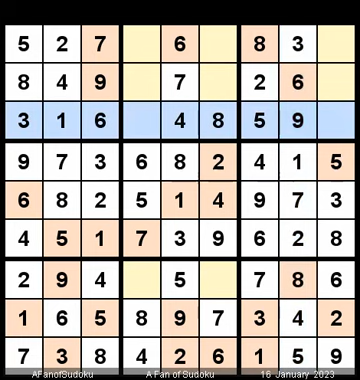 5 2 7 6 8 3
8 4 9 7 2 6
3 1 6 4 8 5 9
9 7 3 6 8 2 4 1 5
6 8 2 5 1 4 9 7 3
4 5 1 7 3 9 6 2 8
2 9 4 5 7 8 6
1 6 5 8 9 7 3 4 2
7 3 8 4 2 6 1 5 9
AFanofSudoku A Fan of Sudoku 16 January 2023